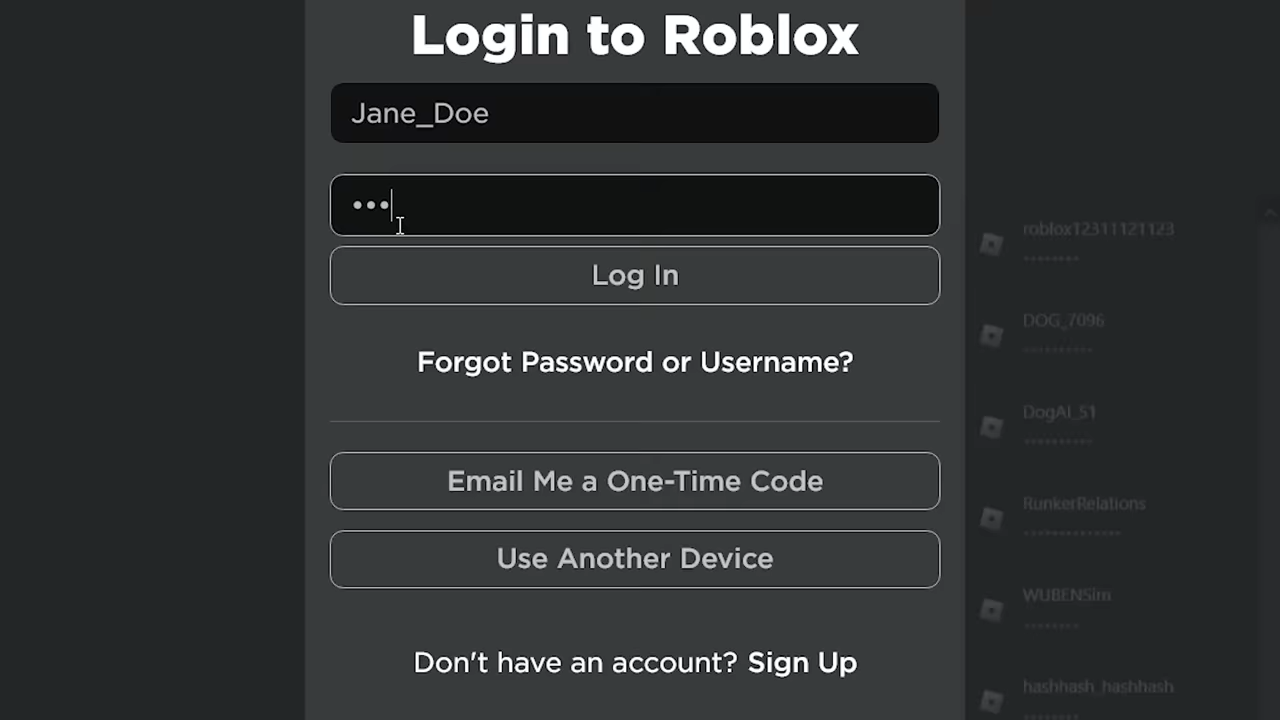 Login to Roblox
Jane_Doe
•••
Log In
Forgot Password or Username?
Email Me a One-Time Code
Use Another Device
Don't have an account? Sign Up
roblox12311121123
DOG_7096
RunkerRelations
WUBENSim
hashhash_hashhash